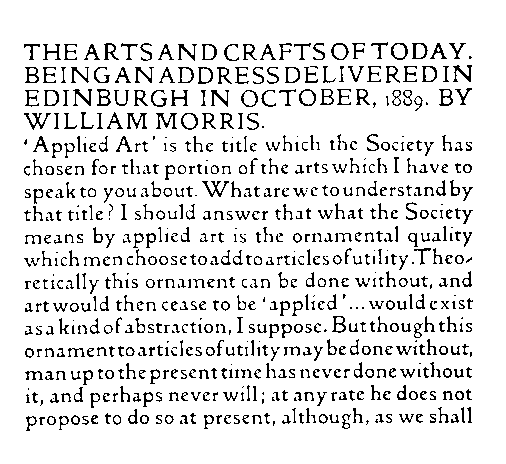 THE ARTS AND CRAFTS OF TODAY.
BEING AN ADDRESS DELIVERED IN
EDINBURGH IN OCTOBER, 1889. BY
WILLIAM MORRIS.
‘Applied Art’ is the title which the Society has
chosen for that portion of the arts which I have to
speak to you about. What are we to understand by
that title? I should answer that what the Society
means by applied art is the ornamental quality
which men choose to add to articles of utility. Theo-
retically this ornament can be done without, and
art would then cease to be ‘applied’... would exist
as a kind of abstraction, I suppose. But though this
ornament to articles of utility may be done without,
man up to the present time has never done without
it, and perhaps never will; at any rate he does not
propose to do so at present, although, as we shall